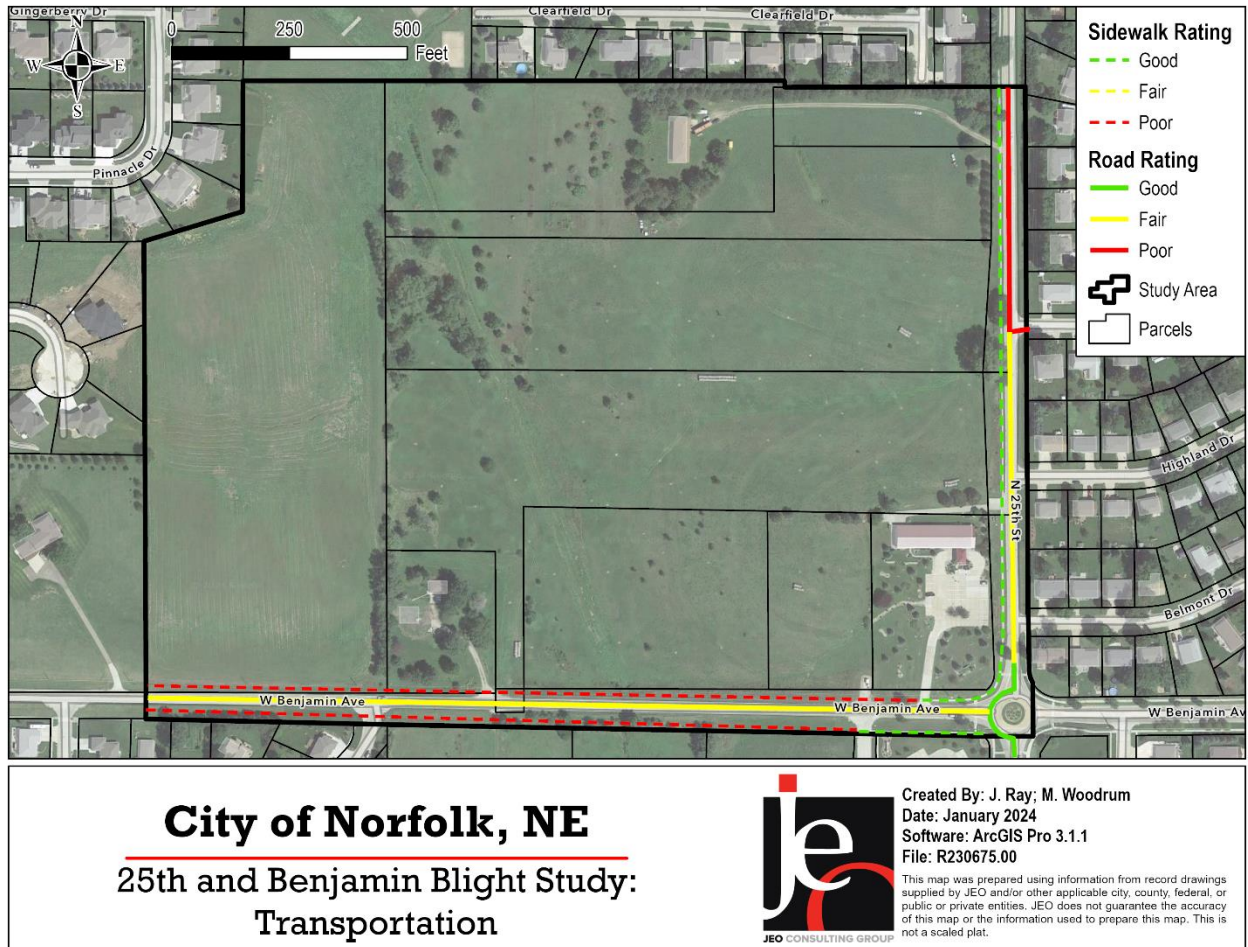 Gingerberry Dr
Clearfield Dr
Clearfield Dr
N
W
E
S
0
250
500
Feet
Pinnacle Dr
Highland Dr
N 25th St
Belmont Dr
W Benjamin Ave
W Benjamin Ave
W Benjamin Av
Sidewalk Rating
Good
Fair
Poor
Road Rating
Good
Fair
Poor
Study Area
Parcels
City of Norfolk, NE
25th and Benjamin Blight Study:
Transportation
jeo
JEO CONSULTING GROUP
Created By: J. Ray; M. Woodrum
Date: January 2024
Software: ArcGIS Pro 3.1.1
File: R230675.00
This map was prepared using information from record drawings
supplied by JEO and/or other applicable city, county, federal, or
public or private entities. JEO does not guarantee the accuracy
of this map or the information used to prepare this map. This is
not a scaled plat.